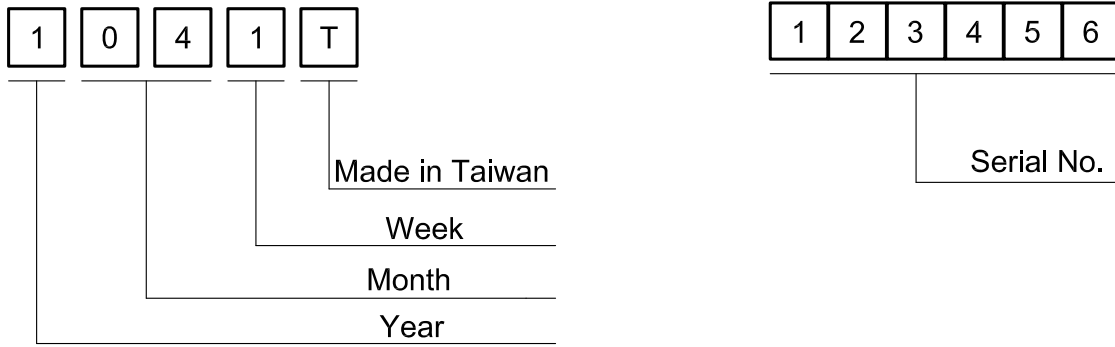 1 0 4 1 T
1 2 3 4 5 6
Made in Taiwan
Serial No.
Week
Month
Year